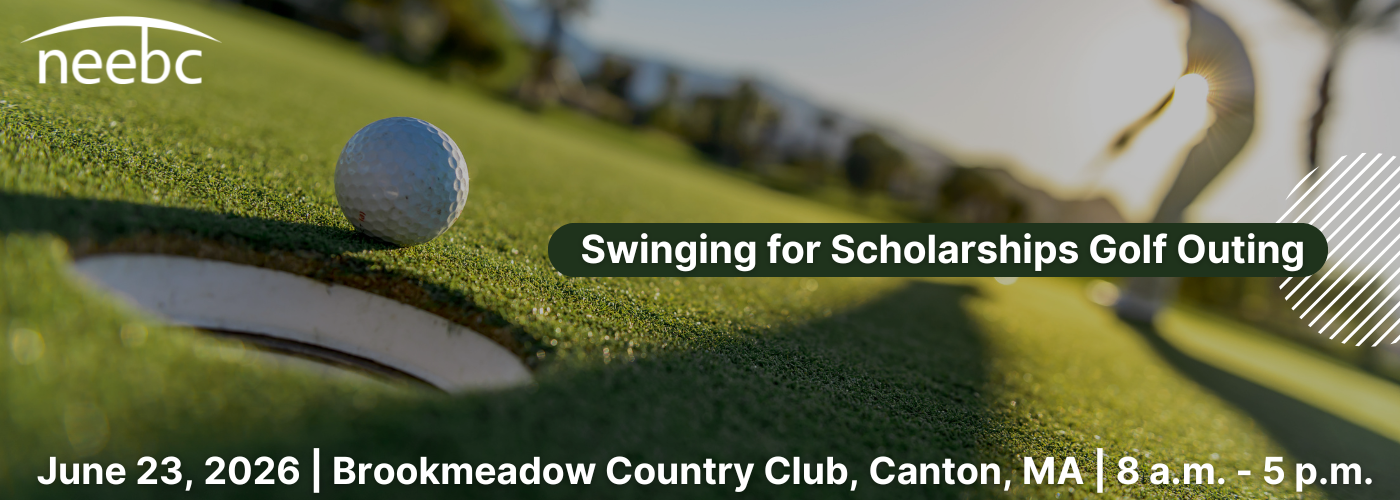 neebc
Swinging for Scholarships Golf Outing
June 23, 2026 | Brookmeadow Country Club, Canton, MA | 8 a.m. - 5 p.m.